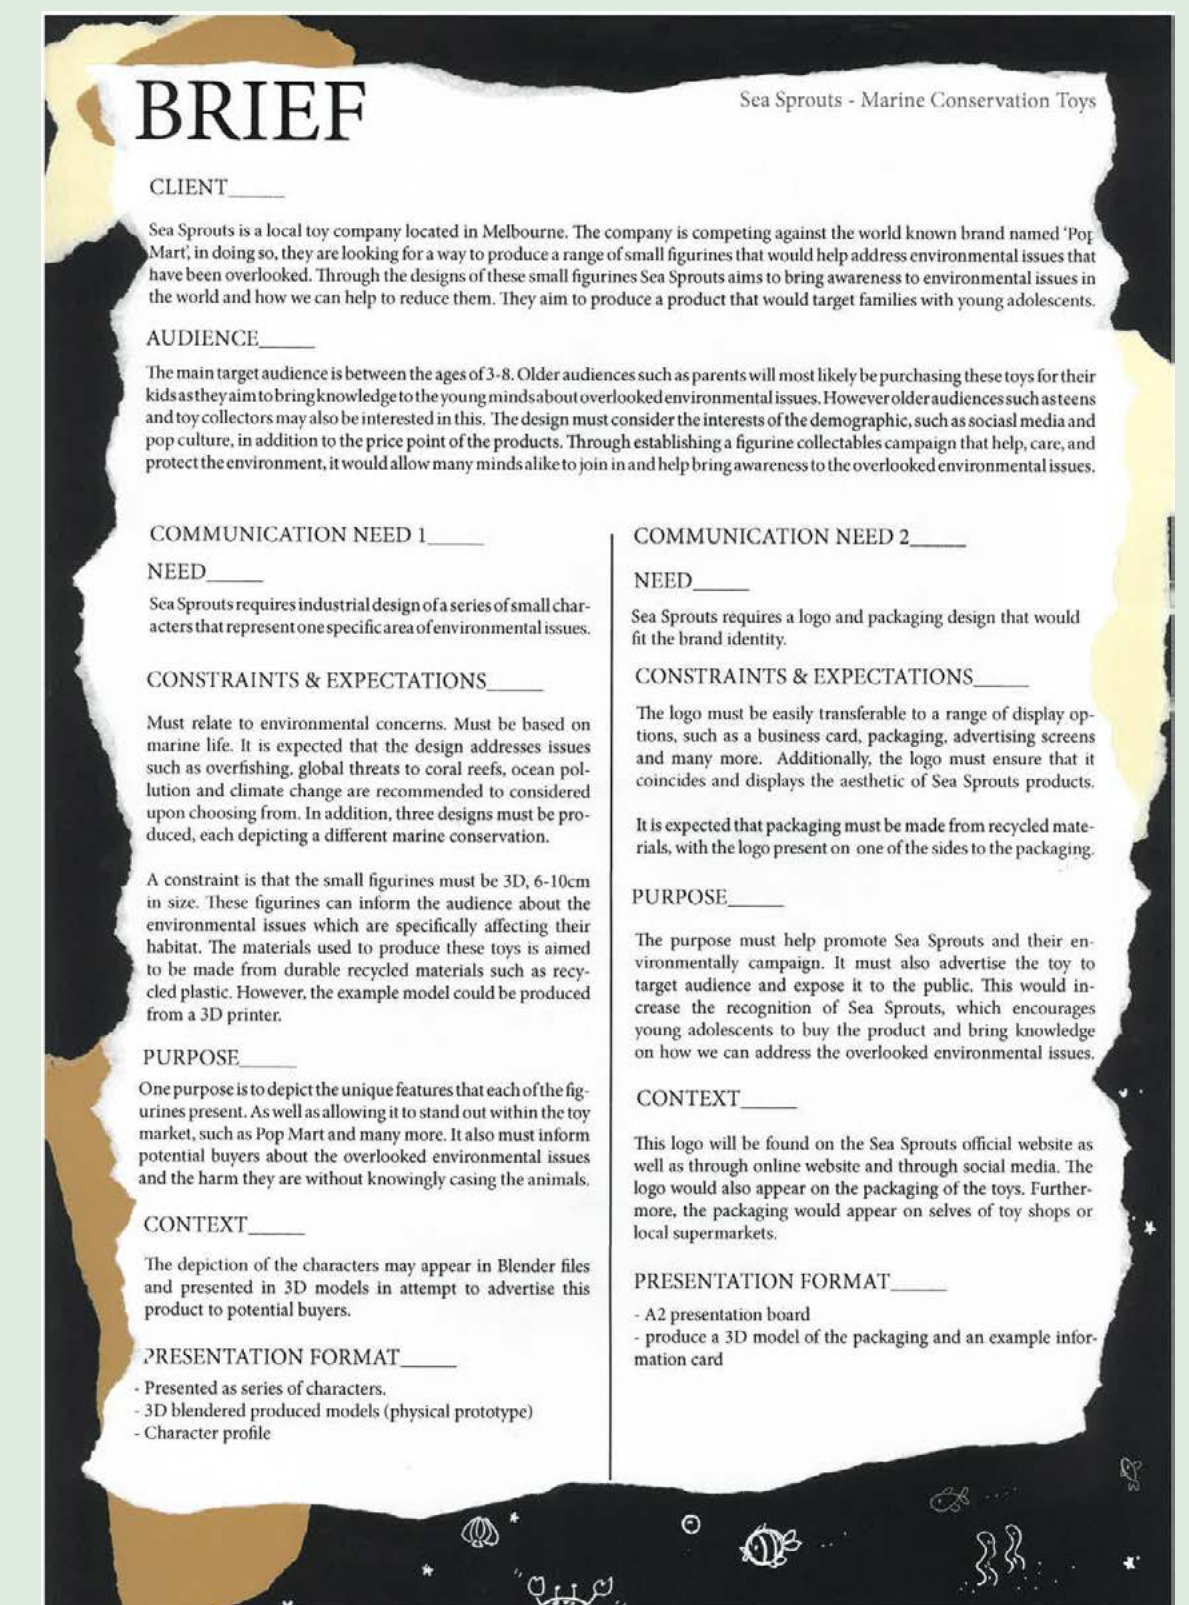 BRIEF
Sea Sprouts - Marine Conservation Toys
CLIENT_____
Sea Sprouts is a local toy company located in Melbourne. The company is competing against the world known brand named ‘Pop
Mart’, in doing so, they are looking for a way to produce a range of small figurines that would help address environmental issues that
have been overlooked. Through the designs of these small figurines Sea Sprouts aims to bring awareness to environmental issues in
the world and how we can help to reduce them. They aim to produce a product that would target families with young adolescents.
AUDIENCE_____
The main target audience is between the ages of 3-8. Older audiences such as parents will most likely be purchasing these toys for their
kids as they aim to bring knowledge to the young minds about overlooked environmental issues. However older audiences such as teens
and toy collectors may also be interested in this. The design must consider the interests of the demographic, such as sociasl media and
pop culture, in addition to the price point of the products. Through establishing a figurine collectables campaign that help, care, and
protect the environment, it would allow many minds alike to join in and help bring awareness to the overlooked environmental issues.
COMMUNICATION NEED 1_____
NEED_____
Sea Sprouts requires industrial design of a series of small char-
acters that represent one specific area of environmental issues.
CONSTRAINTS & EXPECTATIONS_____
Must relate to environmental concerns. Must be based on
marine life. It is expected that the design addresses issues
such as overfishing, global threats to coral reefs, ocean pol-
lution and climate change are recommended to considered
upon choosing from. In addition, three designs must be pro-
duced, each depicting a different marine conservation.
A constraint is that the small figurines must be 3D, 6-10cm
in size. These figurines can inform the audience about the
environmental issues which are specifically affecting their
habitat. The materials used to produce these toys is aimed
to be made from durable recycled materials such as recy-
cled plastic. However, the example model could be produced
from a 3D printer.
PURPOSE_____
One purpose is to depict the unique features that each of the fig-
urines present. As well as allowing it to stand out within the toy
market, such as Pop Mart and many more. It also must inform
potential buyers about the overlooked environmental issues
and the harm they are without knowingly casing the animals.
CONTEXT_____
The depiction of the characters may appear in Blender files
and presented in 3D models in attempt to advertise this
product to potential buyers.
PRESENTATION FORMAT_____
- Presented as series of characters.
- 3D blendered produced models (physical prototype)
- Character profile
COMMUNICATION NEED 2_____
NEED_____
Sea Sprouts requires a logo and packaging design that would
fit the brand identity.
CONSTRAINTS & EXPECTATIONS_____
The logo must be easily transferable to a range of display op-
tions, such as a business card, packaging, advertising screens
and many more. Additionally, the logo must ensure that it
coincides and displays the aesthetic of Sea Sprouts products.
It is expected that packaging must be made from recycled mate-
rials, with the logo present on one of the sides to the packaging.
PURPOSE_____
The purpose must help promote Sea Sprouts and their en-
vironmentally campaign. It must also advertise the toy to
target audience and expose it to the public. This would in-
crease the recognition of Sea Sprouts, which encourages
young adolescents to buy the product and bring knowledge
on how we can address the overlooked environmental issues.
CONTEXT_____
This logo will be found on the Sea Sprouts official website as
well as through online website and through social media. The
logo would also appear on the packaging of the toys. Further-
more, the packaging would appear on selves of toy shops or
local supermarkets.
PRESENTATION FORMAT_____
- A2 presentation board
- produce a 3D model of the packaging and an example infor-
mation card